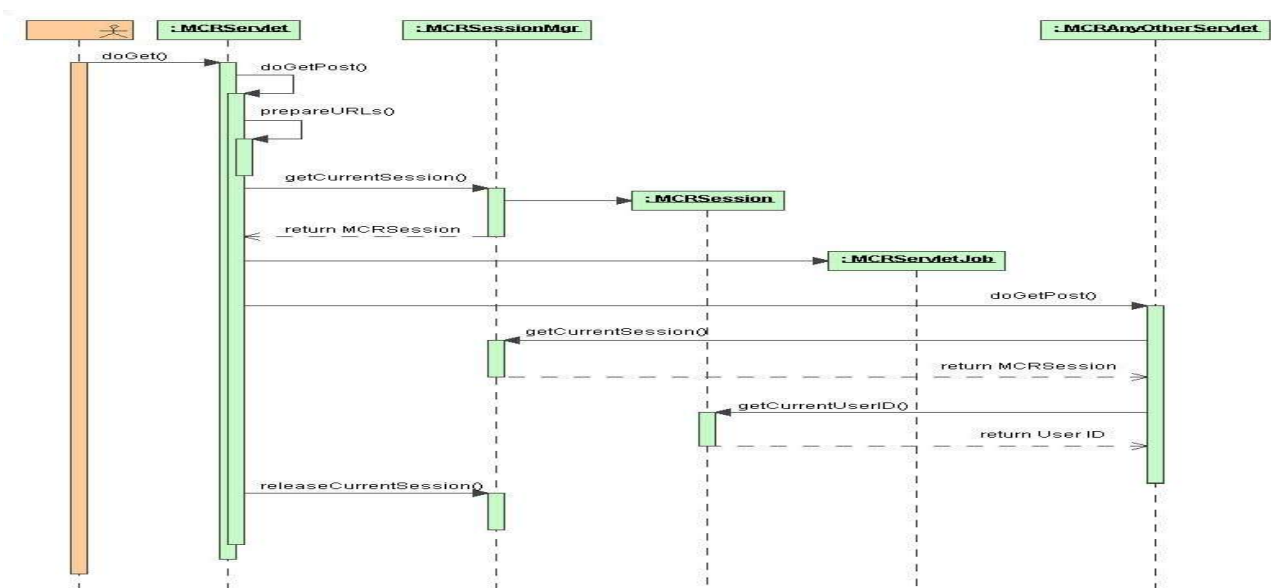 : MCRServlet
: MCRSessionMgr
: MCRAnyOtherServlet
doGet()
doGetPost()
prepareURLs()
getCurrentSession()
: MCRSession
return MCRSession
: MCRServletJob
doGetPost()
getCurrentSession()
return MCRSession
getCurrentUserID()
return User ID
releaseCurrentSession()